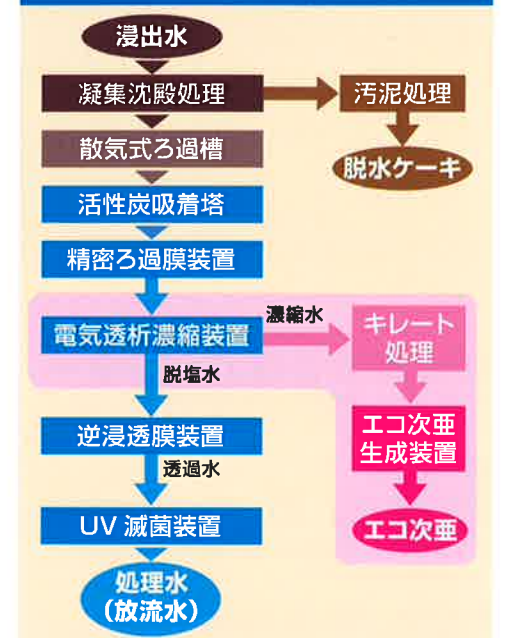 浸出水
凝集沈殿処理
汚泥処理
散気式ろ過槽
脱水ケーキ
活性炭吸着塔
精密ろ過膜装置
濃縮水
電気透析濃縮装置
キレート
処理
脱塩水
逆浸透膜装置
エコ次亜
生成装置
透過水
UV 滅菌装置
エコ次亜
処理水
（放流水）